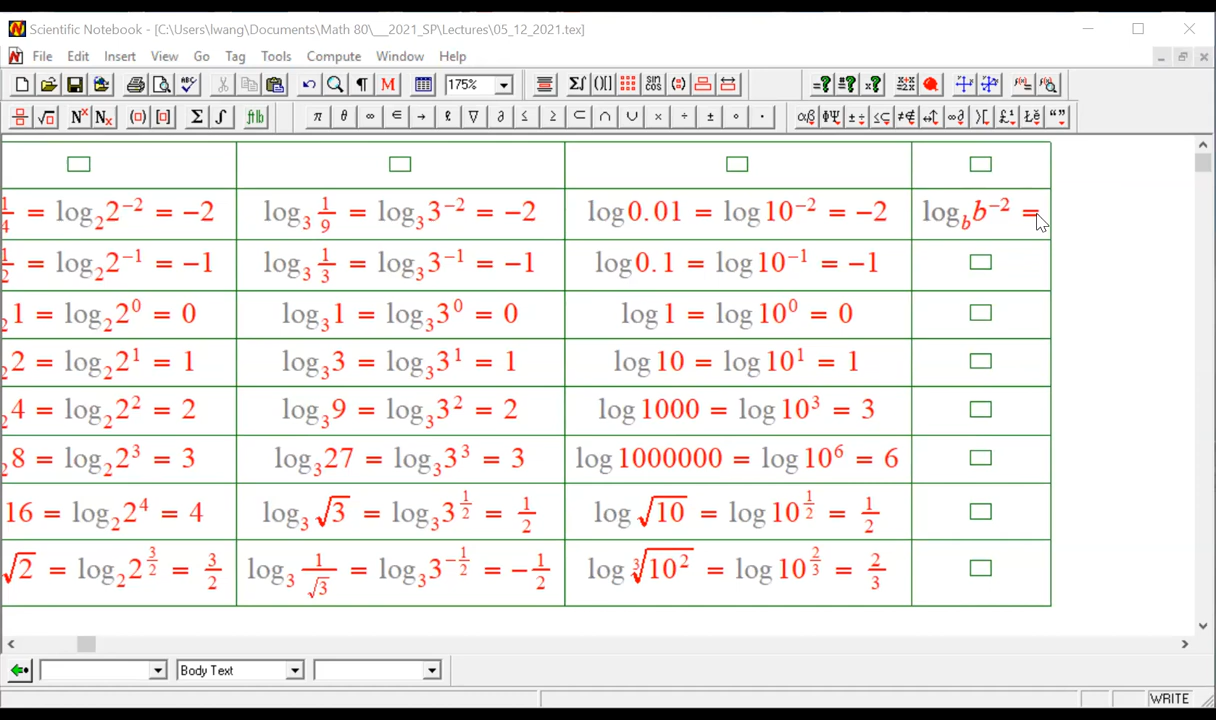 Scientific Notebook - [C:\Users\lwang\Documents\Math 80\__2021_SP\Lectures\05_12_2021.tex]
File Edit Insert View Go Tag Tools Compute Window Help
175%
1/4 = log₂2⁻² = −2 log₃ 1/9 = log₃3⁻² = −2 log 0.01 = log 10⁻² = −2 log_b b⁻² =
1/2 = log₂2⁻¹ = −1 log₃ 1/3 = log₃3⁻¹ = −1 log 0.1 = log 10⁻¹ = −1
₂1 = log₂2⁰ = 0 log₃1 = log₃3⁰ = 0 log 1 = log 10⁰ = 0
₂2 = log₂2¹ = 1 log₃3 = log₃3¹ = 1 log 10 = log 10¹ = 1
₂4 = log₂2² = 2 log₃9 = log₃3² = 2 log 1000 = log 10³ = 3
₂8 = log₂2³ = 3 log₃27 = log₃3³ = 3 log 1000000 = log 10⁶ = 6
16 = log₂2⁴ = 4 log₃√3 = log₃3^(1/2) = 1/2 log √10 = log 10^(1/2) = 1/2
√2 = log₂2^(3/2) = 3/2 log₃ 1/√3 = log₃3^(−1/2) = −1/2 log ∛10² = log 10^(2/3) = 2/3
Body Text
WRITE